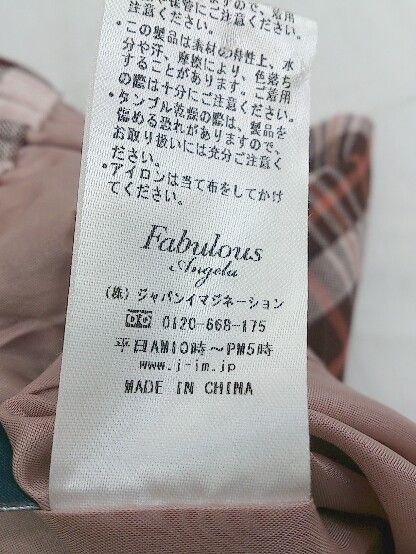 注意ください。
・この製品は素材の特性上、水
分や汗、摩擦により、色落ち
することがあります。ご着用
の際は十分にご注意ください。
・タンブル乾燥の際は、製品を
傷める恐れがありますので、
お取り扱いには充分ご注意く
ださい。
・アイロンは当て布をしてかけ
てください。
Fabulous
Angela
(株)ジャパンイマジネーション
0120-668-175
平日AM10時〜PM5時
www.j-im.jp
MADE IN CHINA